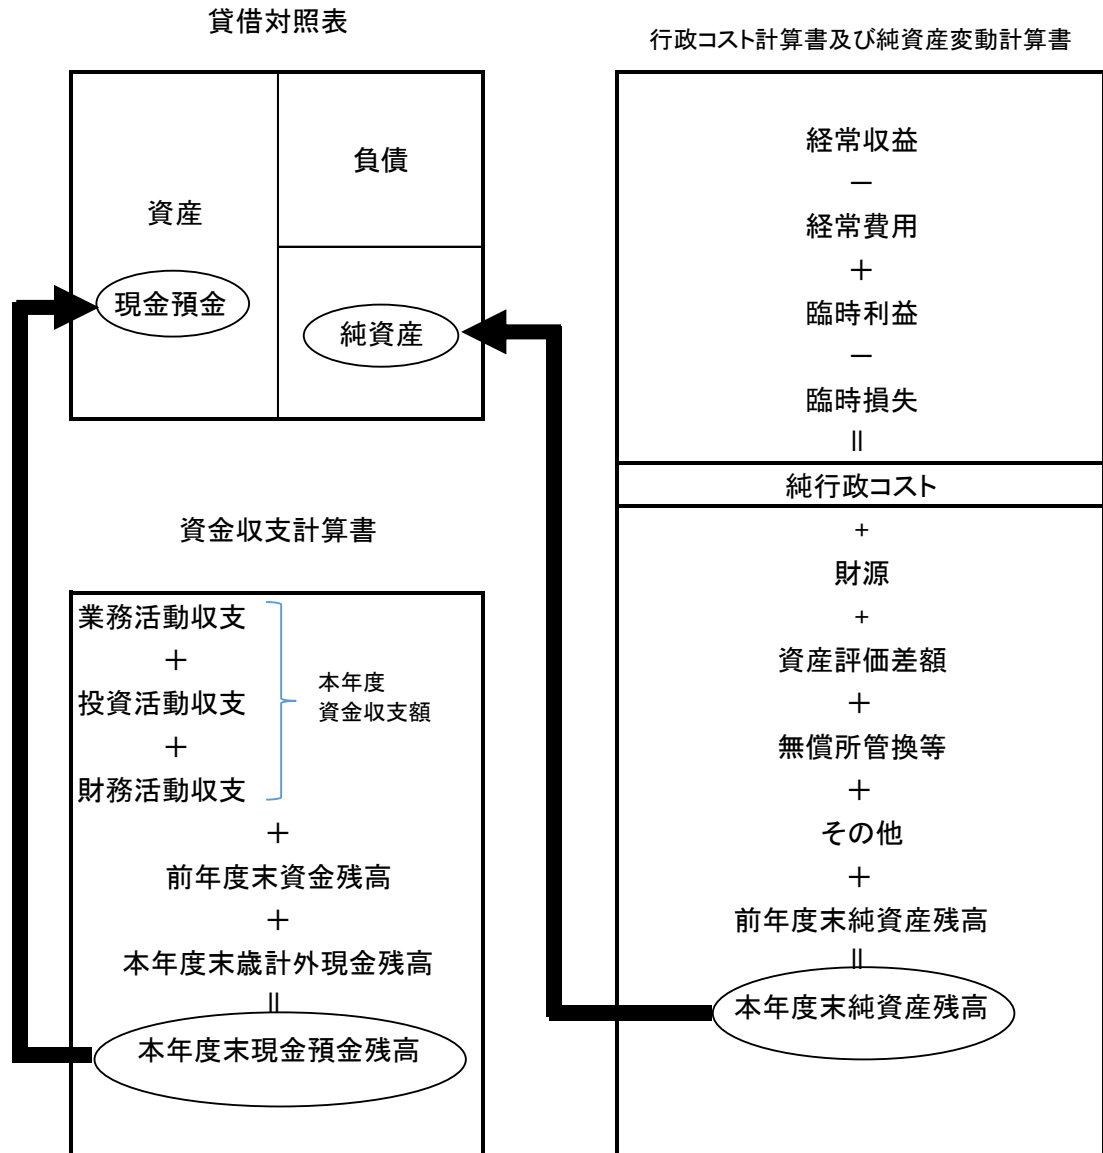 貸借対照表
資産
現金預金
負債
純資産
資金収支計算書
業務活動収支
＋
投資活動収支
＋
財務活動収支
本年度
資金収支額
＋
前年度末資金残高
＋
本年度末歳計外現金残高
＝
本年度末現金預金残高
行政コスト計算書及び純資産変動計算書
経常収益
－
経常費用
＋
臨時利益
－
臨時損失
＝
純行政コスト
+
財源
+
資産評価差額
＋
無償所管換等
＋
その他
＋
前年度末純資産残高
＝
本年度末純資産残高